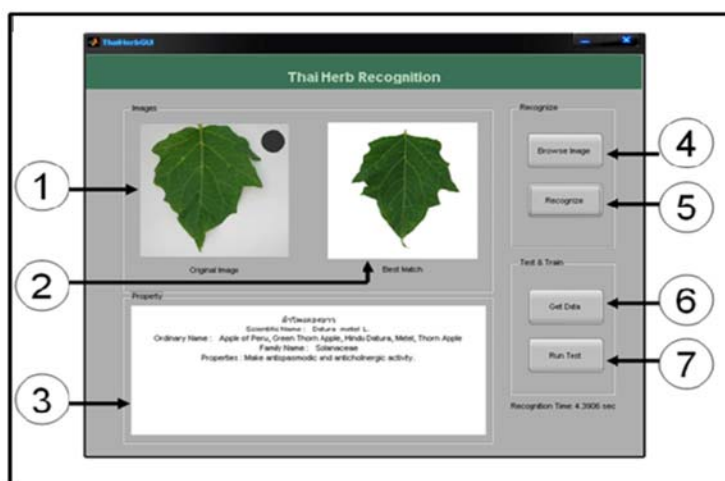 ThaiHerbGUI
Thai Herb Recognition
Images
Original Image
Best Match
Property
Scientific Name : Datura metel L.
Ordinary Name : Apple of Peru, Green Thorn Apple, Hindu Datura, Metel, Thorn Apple
Family Name : Solanaceae
Properties : Make antispasmodic and anticholnergic activity.
Recognize
Browse Image
Recognize
Test & Train
Get Data
Run Test
Recognition Time: 4.3906 sec
1
2
3
4
5
6
7